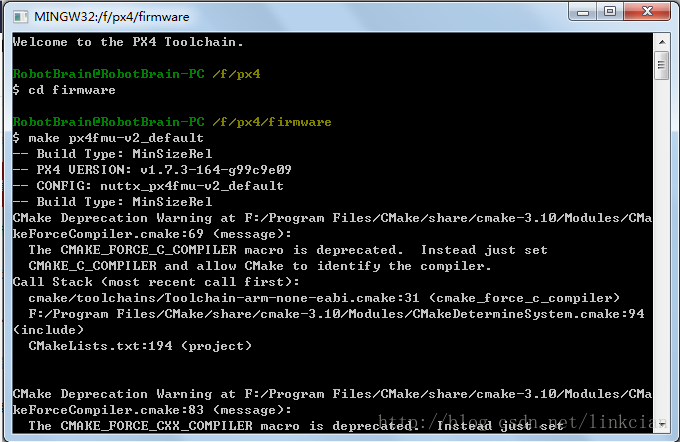 MINGW32:/f/px4/firmware
Welcome to the PX4 Toolchain.
RobotBrain@RobotBrain-PC /f/px4
$ cd firmware
RobotBrain@RobotBrain-PC /f/px4/firmware
$ make px4fmu-v2_default
-- Build Type: MinSizeRel
-- PX4 VERSION: v1.7.3-164-g99c9e09
-- CONFIG: nuttx_px4fmu-v2_default
-- Build Type: MinSizeRel
CMake Deprecation Warning at F:/Program Files/CMake/share/cmake-3.10/Modules/CMa
keForceCompiler.cmake:69 (message):
  The CMAKE_FORCE_C_COMPILER macro is deprecated.  Instead just set
  CMAKE_C_COMPILER and allow CMake to identify the compiler.
Call Stack (most recent call first):
  cmake/toolchains/Toolchain-arm-none-eabi.cmake:31 (cmake_force_c_compiler)
  F:/Program Files/CMake/share/cmake-3.10/Modules/CMakeDetermineSystem.cmake:94
(include)
  CMakeLists.txt:194 (project)
CMake Deprecation Warning at F:/Program Files/CMake/share/cmake-3.10/Modules/CMa
keForceCompiler.cmake:83 (message):
  The CMAKE_FORCE_CXX_COMPILER macro is deprecated.  Instead just set
http://blog.csdn.net/linkcian